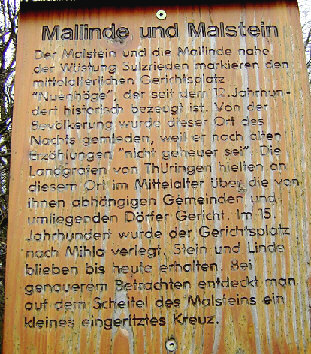 Mallinde und Malstein
Der Malstein und die Mallinde nahe
der Wüstung Sulzrieden markieren den
mittelalterlichen Gerichtsplatz
"Nuenhöge", der seit dem 12. Jahrhun-
dert historisch bezeugt ist. Von der
Bevölkerung wurde dieser Ort des
Nachts gemieden, weil er nach alten
Erzählungen "nicht geheuer sei". Die
Landgrafen von Thüringen hielten an
diesem Ort im Mittelalter über die von
ihnen abhängigen Gemeinden und
umliegenden Dörfer Gericht. Im 15.
Jahrhundert wurde der Gerichtsplatz
nach Mihla verlegt. Stein und Linde
blieben bis heute erhalten. Bei
genauerem Betrachten entdeckt man
auf dem Scheitel des Malsteins ein
kleines eingeritztes Kreuz.